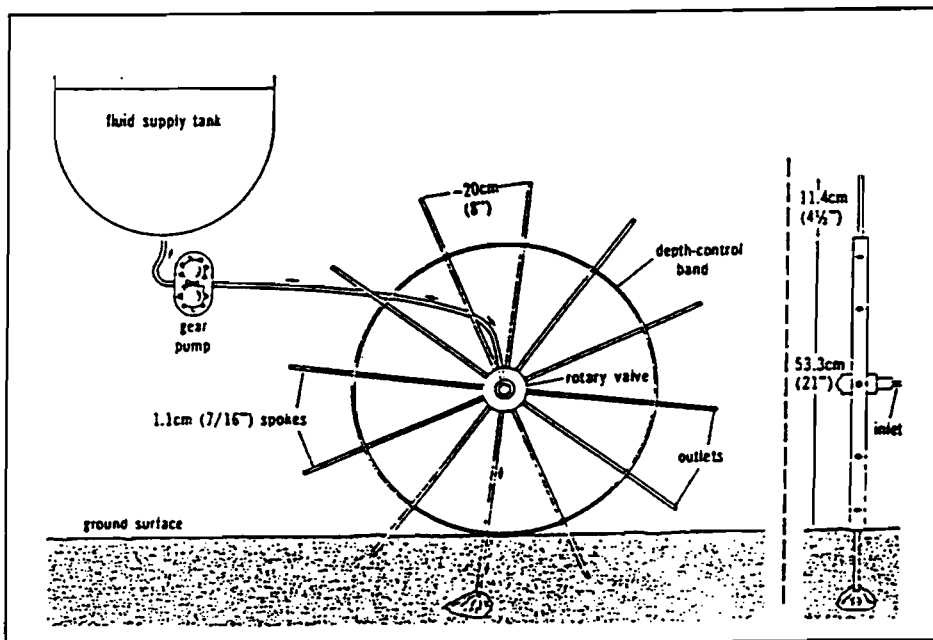 fluid supply tank
gear
pump
~20cm
(8")
depth-control
band
rotary valve
1.1cm (7/16") spokes
outlets
ground surface
11.4cm
(4½")
53.3cm
(21")
inlet